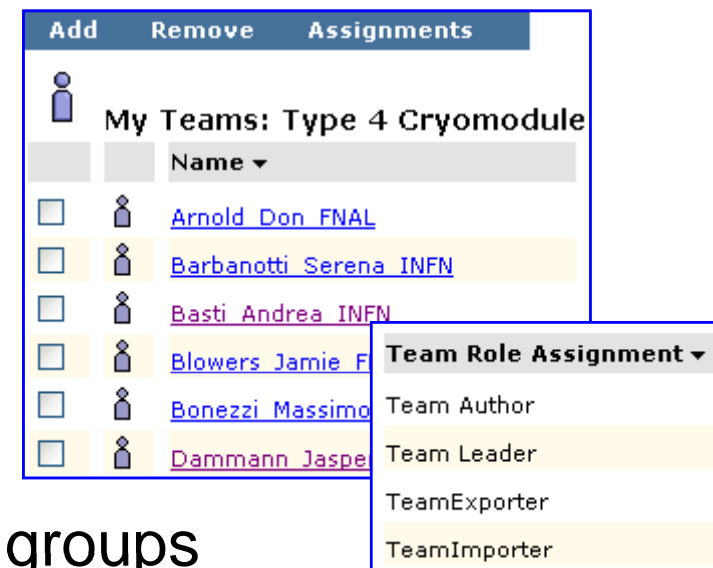 Add Remove Assignments
My Teams: Type 4 Cryomodule
Name
Arnold Don FNAL
Barbanotti Serena INFN
Basti Andrea INFN
Blowers Jamie
Bonezzi Massimo
Dammann Jasper
Team Role Assignment
Team Author
Team Leader
TeamExporter
TeamImporter
groups